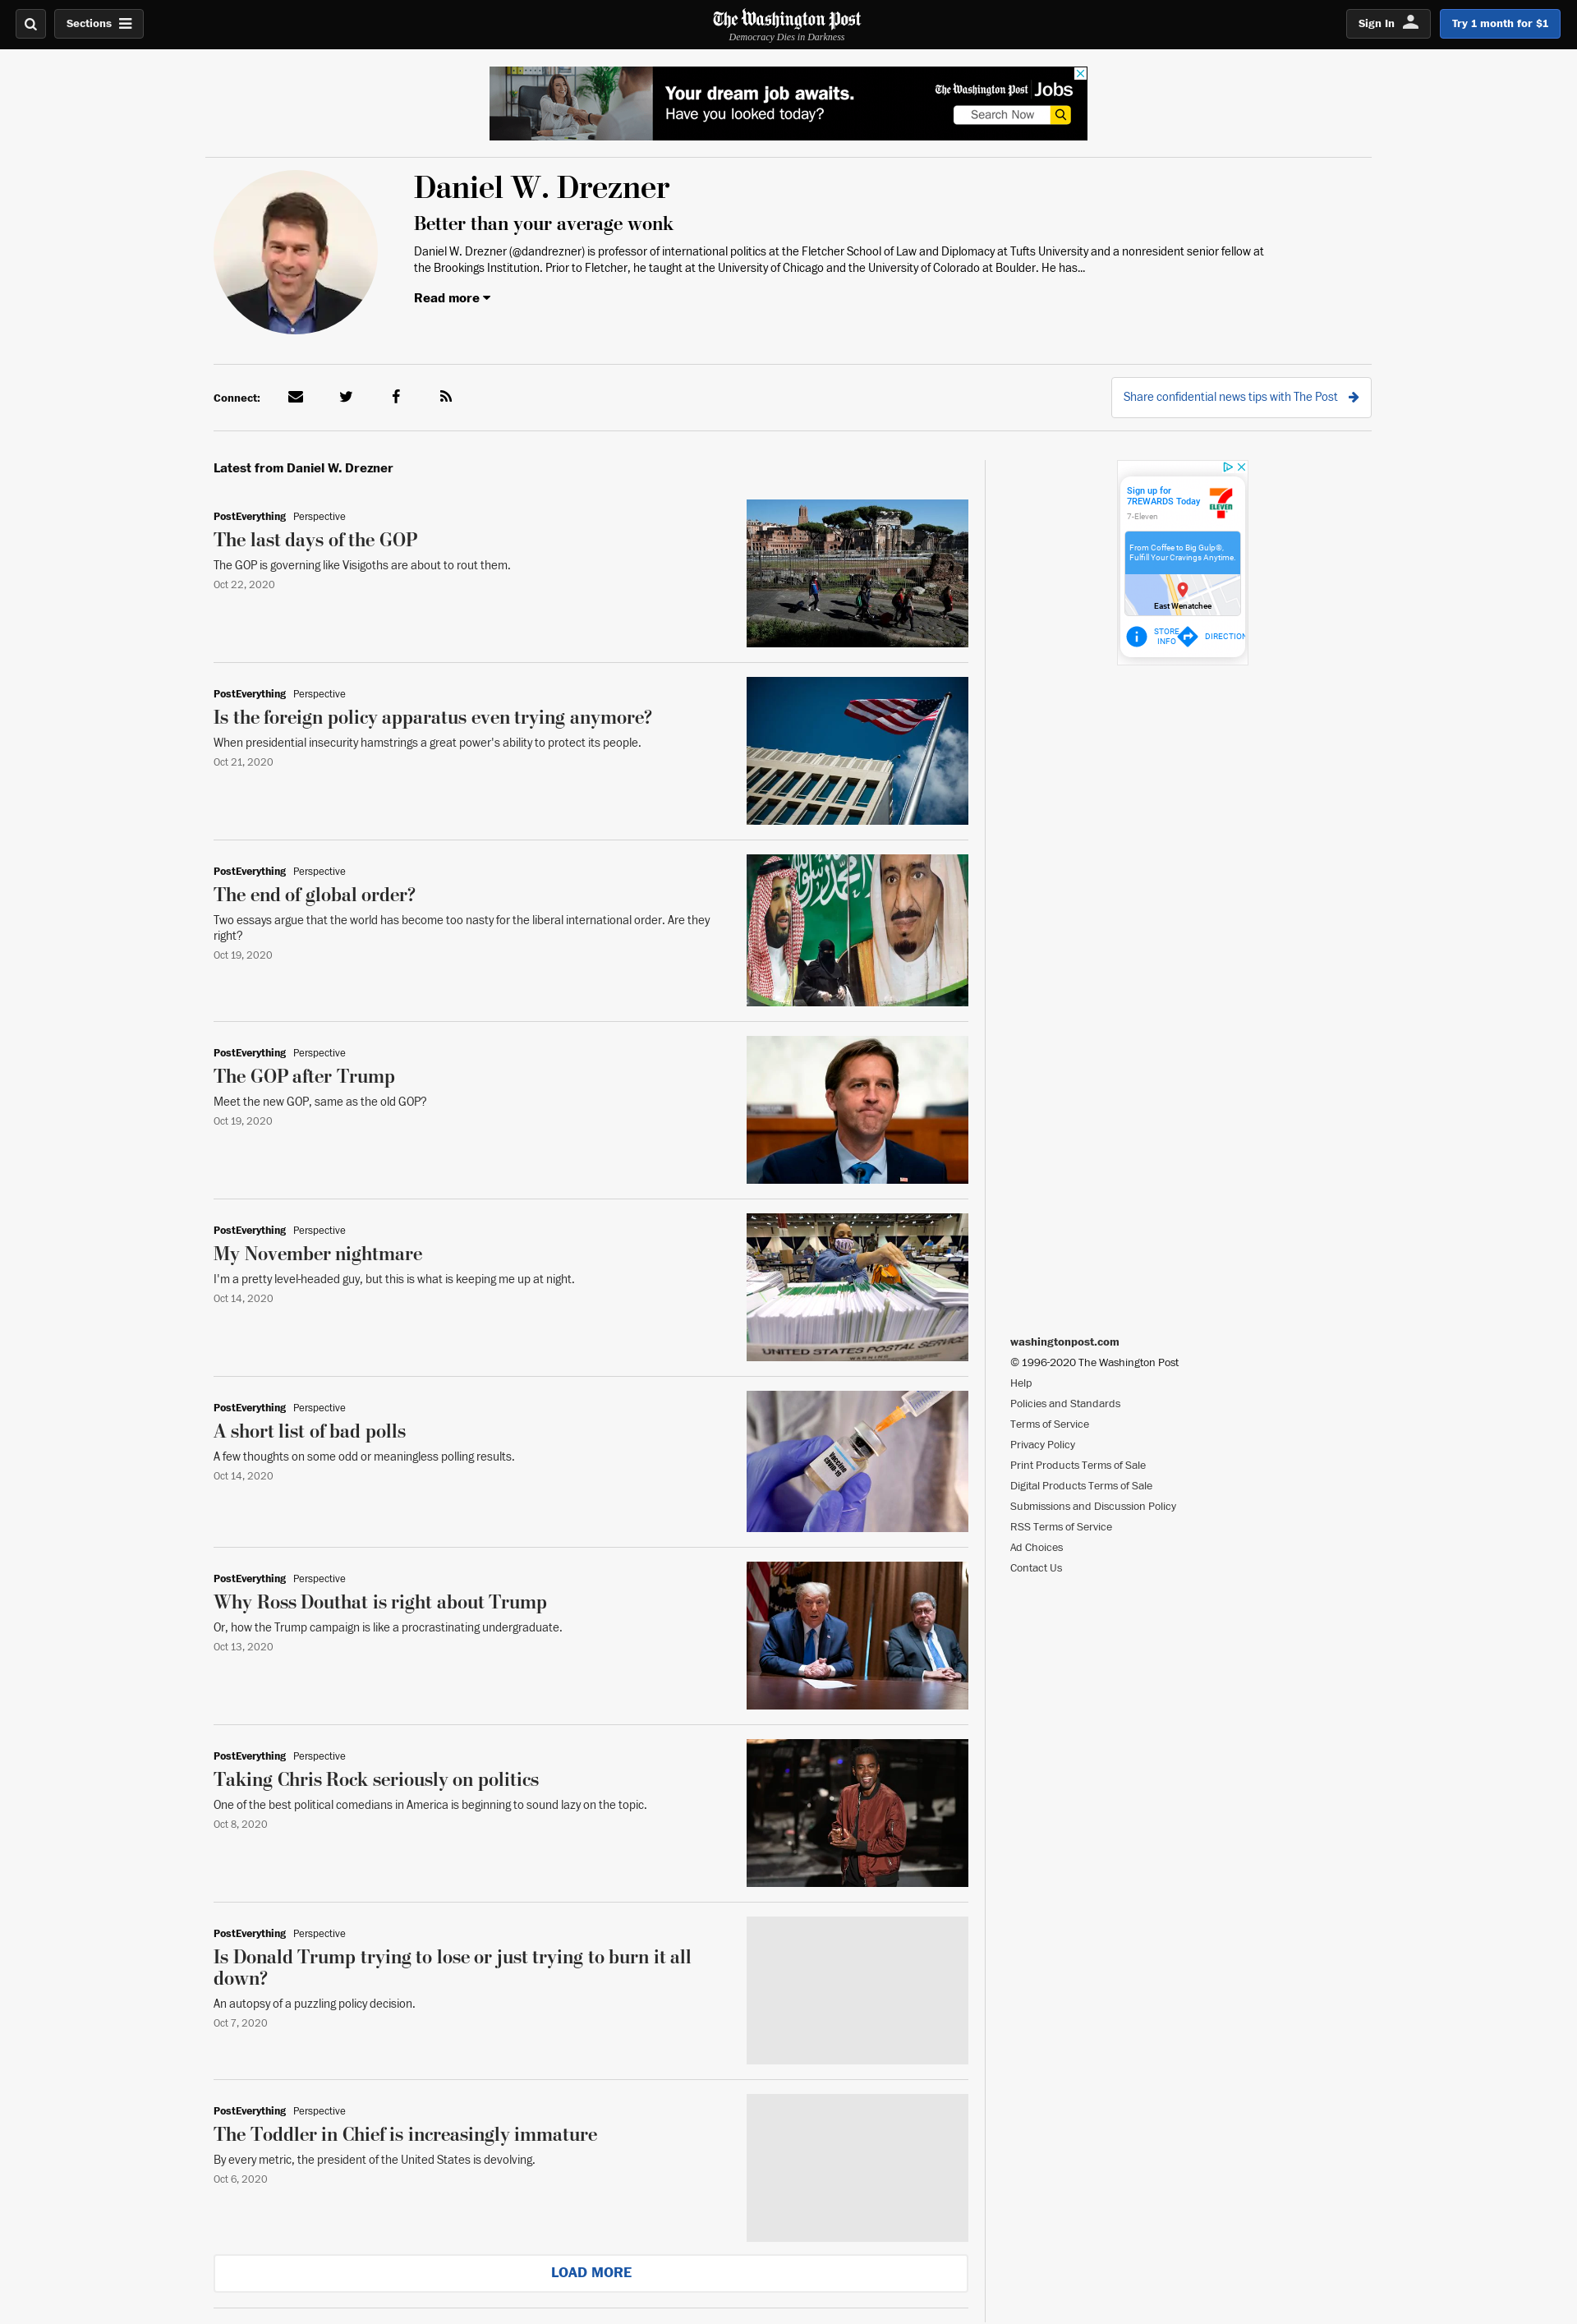 Sections
The Washington Post
Democracy Dies in Darkness
Sign In
Try 1 month for $1
Your dream job awaits.
Have you looked today?
The Washington Post Jobs
Search Now
Daniel W. Drezner
Better than your average wonk
Daniel W. Drezner (@dandrezner) is professor of international politics at the Fletcher School of Law and Diplomacy at Tufts University and a nonresident senior fellow at
the Brookings Institution. Prior to Fletcher, he taught at the University of Chicago and the University of Colorado at Boulder. He has...
Read more
Connect:
Share confidential news tips with The Post
Latest from Daniel W. Drezner
PostEverything Perspective
The last days of the GOP
The GOP is governing like Visigoths are about to rout them.
Oct 22, 2020
PostEverything Perspective
Is the foreign policy apparatus even trying anymore?
When presidential insecurity hamstrings a great power's ability to protect its people.
Oct 21, 2020
PostEverything Perspective
The end of global order?
Two essays argue that the world has become too nasty for the liberal international order. Are they
right?
Oct 19, 2020
PostEverything Perspective
The GOP after Trump
Meet the new GOP, same as the old GOP?
Oct 19, 2020
PostEverything Perspective
My November nightmare
I'm a pretty level-headed guy, but this is what is keeping me up at night.
Oct 14, 2020
UNITED STATES POSTAL SERVICE
PostEverything Perspective
A short list of bad polls
A few thoughts on some odd or meaningless polling results.
Oct 14, 2020
Vaccine
COVID-19
PostEverything Perspective
Why Ross Douthat is right about Trump
Or, how the Trump campaign is like a procrastinating undergraduate.
Oct 13, 2020
PostEverything Perspective
Taking Chris Rock seriously on politics
One of the best political comedians in America is beginning to sound lazy on the topic.
Oct 8, 2020
PostEverything Perspective
Is Donald Trump trying to lose or just trying to burn it all
down?
An autopsy of a puzzling policy decision.
Oct 7, 2020
PostEverything Perspective
The Toddler in Chief is increasingly immature
By every metric, the president of the United States is devolving.
Oct 6, 2020
LOAD MORE
Sign up for
7REWARDS Today
7-Eleven
7
ELEVEN
From Coffee to Big Gulp®,
Fulfill Your Cravings Anytime.
East Wenatchee
STORE
INFO
DIRECTION
washingtonpost.com
© 1996-2020 The Washington Post
Help
Policies and Standards
Terms of Service
Privacy Policy
Print Products Terms of Sale
Digital Products Terms of Sale
Submissions and Discussion Policy
RSS Terms of Service
Ad Choices
Contact Us